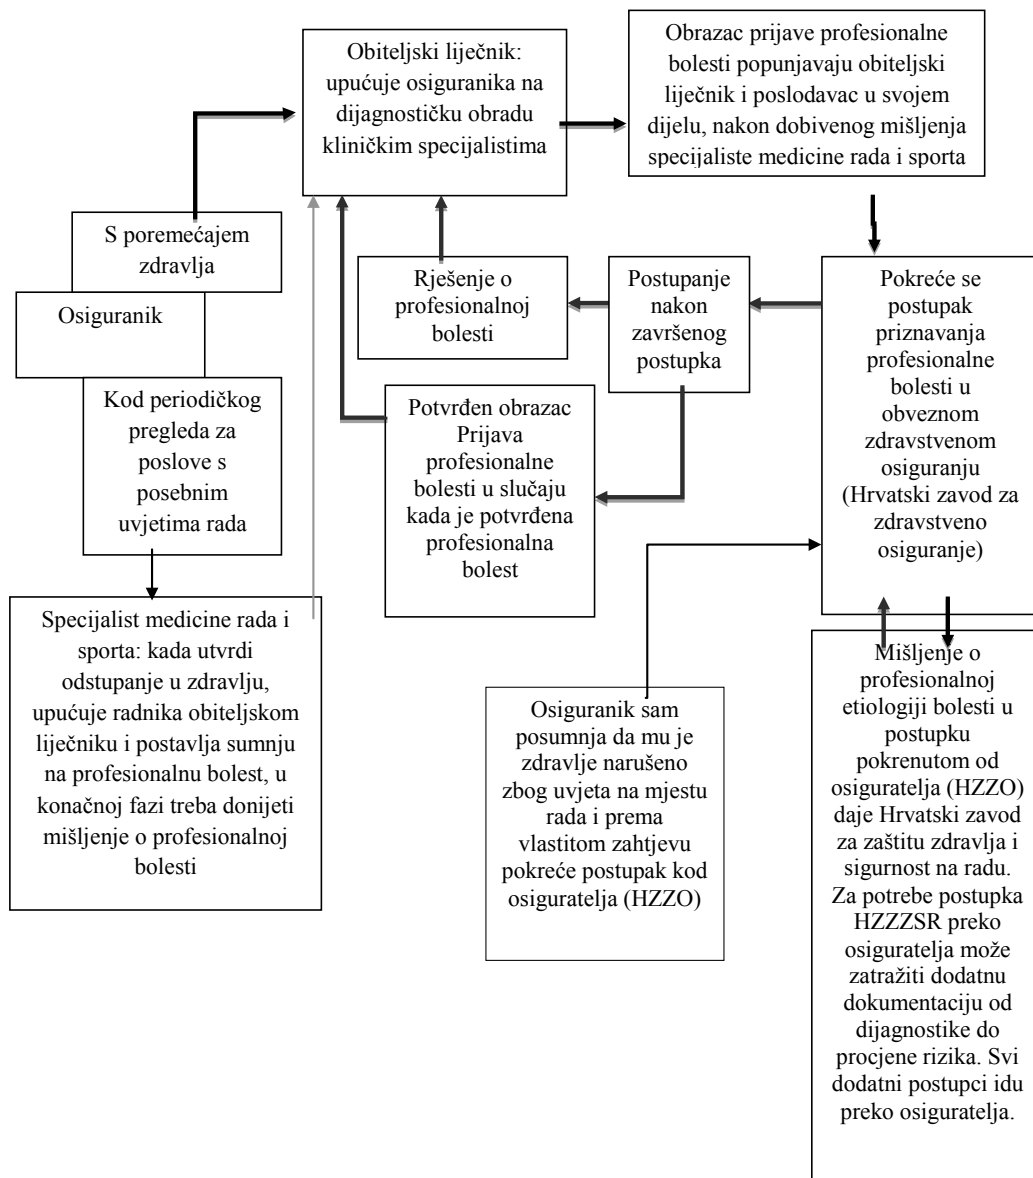 Obiteljski liječnik:
upućuje osiguranika na
dijagnostičku obradu
kliničkim specijalistima
Obrazac prijave profesionalne
bolesti popunjavaju obiteljski
liječnik i poslodavac u svojem
dijelu, nakon dobivenog mišljenja
specijaliste medicine rada i sporta
S poremećajem
zdravlja
Osiguranik
Kod periodičkog
pregleda za
poslove s
posebnim
uvjetima rada
Rješenje o
profesionalnoj
bolesti
Postupanje
nakon
završenog
postupka
Pokreće se
postupak
priznavanja
profesionalne
bolesti u
obveznom
zdravstvenom
osiguranju
(Hrvatski zavod za
zdravstveno
osiguranje)
Potvrđen obrazac
Prijava
profesionalne
bolesti u slučaju
kada je potvrđena
profesionalna
bolest
Specijalist medicine rada i
sporta: kada utvrdi
odstupanje u zdravlju,
upućuje radnika obiteljskom
liječniku i postavlja sumnju
na profesionalnu bolest, u
konačnoj fazi treba donijeti
mišljenje o profesionalnoj
bolesti
Osiguranik sam
posumnja da mu je
zdravlje narušeno
zbog uvjeta na mjestu
rada i prema
vlastitom zahtjevu
pokreće postupak kod
osiguratelja (HZZO)
Mišljenje o
profesionalnoj
etiologiji bolesti u
postupku
pokrenutom od
osiguratelja (HZZO)
daje Hrvatski zavod
za zaštitu zdravlja i
sigurnost na radu.
Za potrebe postupka
HZZZSR preko
osiguratelja može
zatražiti dodatnu
dokumentaciju od
dijagnostike do
procjene rizika. Svi
dodatni postupci idu
preko osiguratelja.